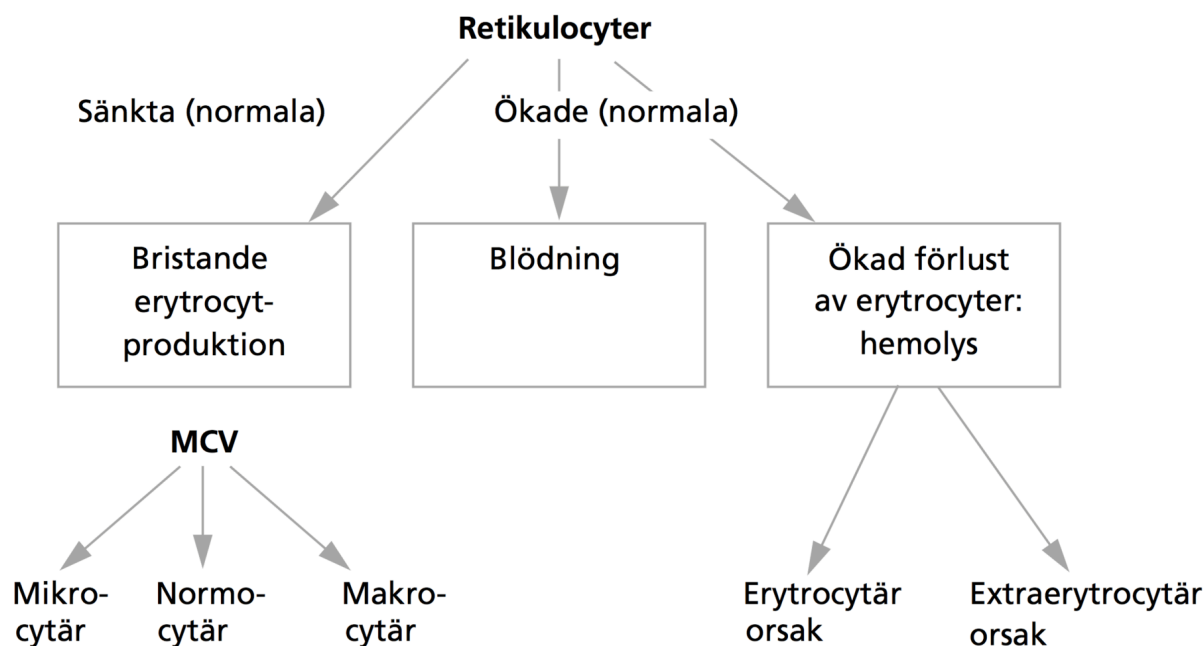 Retikulocyter
Sänkta (normala)
Ökade (normala)
Bristande
erytrocyt-
produktion
Blödning
Ökad förlust
av erytrocyter:
hemolys
MCV
Mikro-
cytär
Normo-
cytär
Makro-
cytär
Erytrocytär
orsak
Extraerytrocytär
orsak